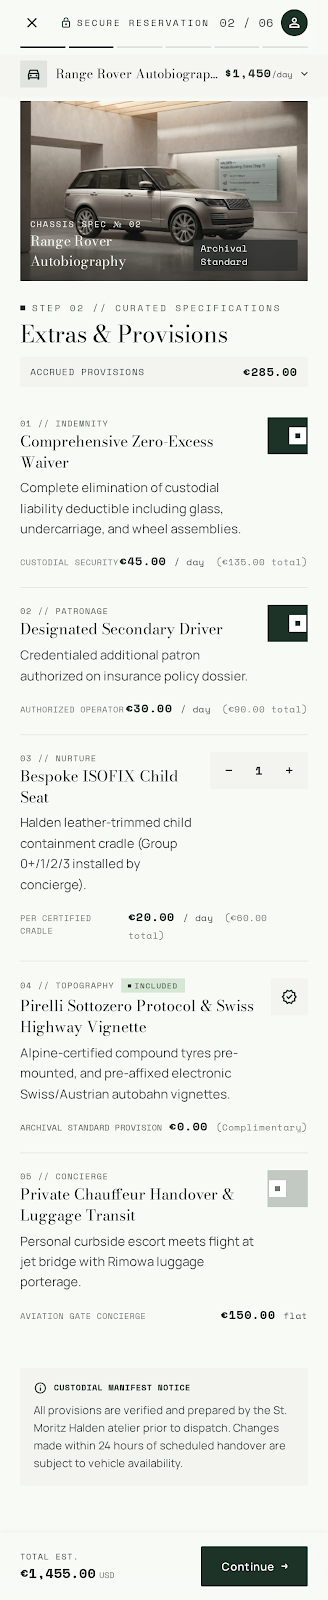 SECURE RESERVATION 02 / 06
Range Rover Autobiograp… $1,450/day
CHASSIS SPEC № 02
Range Rover
Autobiography
Archival
Standard
STEP 02 // CURATED SPECIFICATIONS
Extras & Provisions
ACCRUED PROVISIONS €285.00
01 // INDEMNITY
Comprehensive Zero-Excess
Waiver
Complete elimination of custodial
liability deductible including glass,
undercarriage, and wheel assemblies.
CUSTODIAL SECURITY €45.00 / day (€135.00 total)
02 // PATRONAGE
Designated Secondary Driver
Credentialed additional patron
authorized on insurance policy dossier.
AUTHORIZED OPERATOR €30.00 / day (€90.00 total)
03 // NURTURE
Bespoke ISOFIX Child
Seat
− 1 +
Halden leather-trimmed child
containment cradle (Group
0+/1/2/3 installed by
concierge).
PER CERTIFIED
CRADLE
€20.00 / day (€60.00
total)
04 // TOPOGRAPHY INCLUDED
Pirelli Sottozero Protocol & Swiss
Highway Vignette
Alpine-certified compound tyres pre-
mounted, and pre-affixed electronic
Swiss/Austrian autobahn vignettes.
ARCHIVAL STANDARD PROVISION €0.00 (Complimentary)
05 // CONCIERGE
Private Chauffeur Handover &
Luggage Transit
Personal curbside escort meets flight at
jet bridge with Rimowa luggage
porterage.
AVIATION GATE CONCIERGE €150.00 flat
CUSTODIAL MANIFEST NOTICE
All provisions are verified and prepared by the St.
Moritz Halden atelier prior to dispatch. Changes
made within 24 hours of scheduled handover are
subject to vehicle availability.
TOTAL EST.
€1,455.00 USD
Continue →